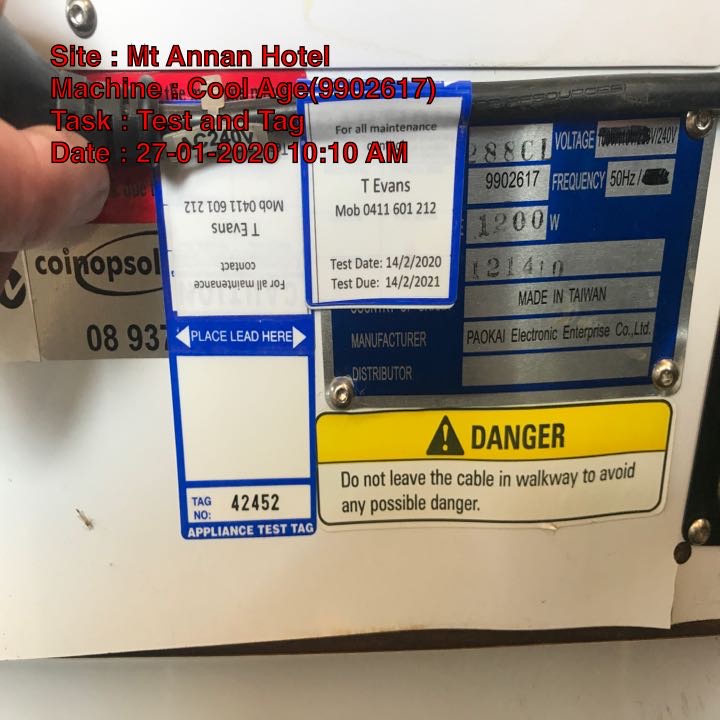 Site : Mt Annan Hotel
Machine : Cool Age(9902617)
Task : Test and Tag
Date : 27-01-2020 10:10 AM
AC240V
For all maintenance
T Evans
Mob 0411 601 212
Test Date: 14/2/2020
Test Due: 14/2/2021
Mob 0411 601 212
T Evans
contact
For all maintenance
PLACE LEAD HERE
TAG NO: 42452
APPLIANCE TEST TAG
coinopsol
08 937
288CI
VOLTAGE
V/240V
9902617
FREQUENCY
50Hz /
1200 W
121410
MADE IN TAIWAN
MANUFACTURER
PAOKAI Electronic Enterprise Co.,Ltd.
DISTRIBUTOR
DANGER
Do not leave the cable in walkway to avoid
any possible danger.